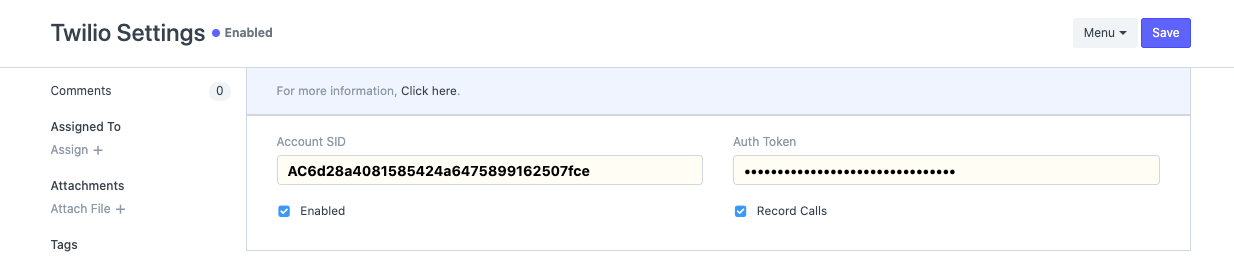 Twilio Settings Enabled
Menu Save
Comments 0
For more information, Click here.
Assigned To
Assign +
Account SID Auth Token
AC6d28a4081585424a6475899162507fce ••••••••••••••••••••••••••••••••
Attachments
Attach File +
Enabled Record Calls
Tags